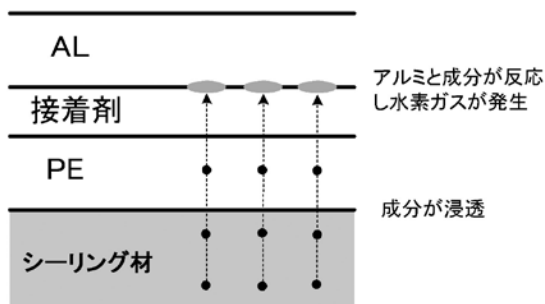 AL
アルミと成分が反応
し水素ガスが発生
接着剤
PE
成分が浸透
シーリング材